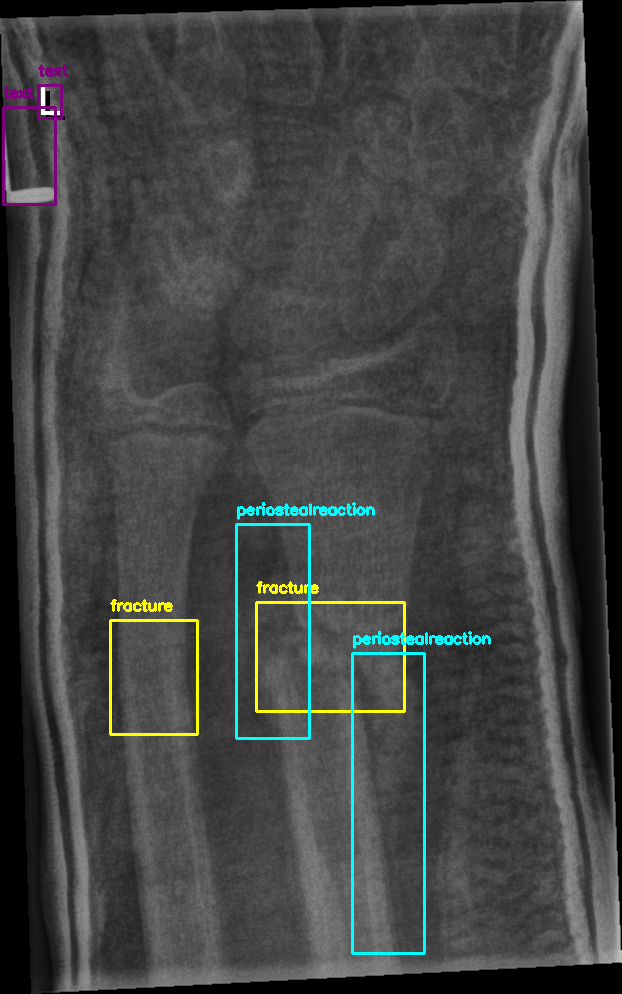 text
L
text
periostealreaction
fracture
fracture
periostealreaction